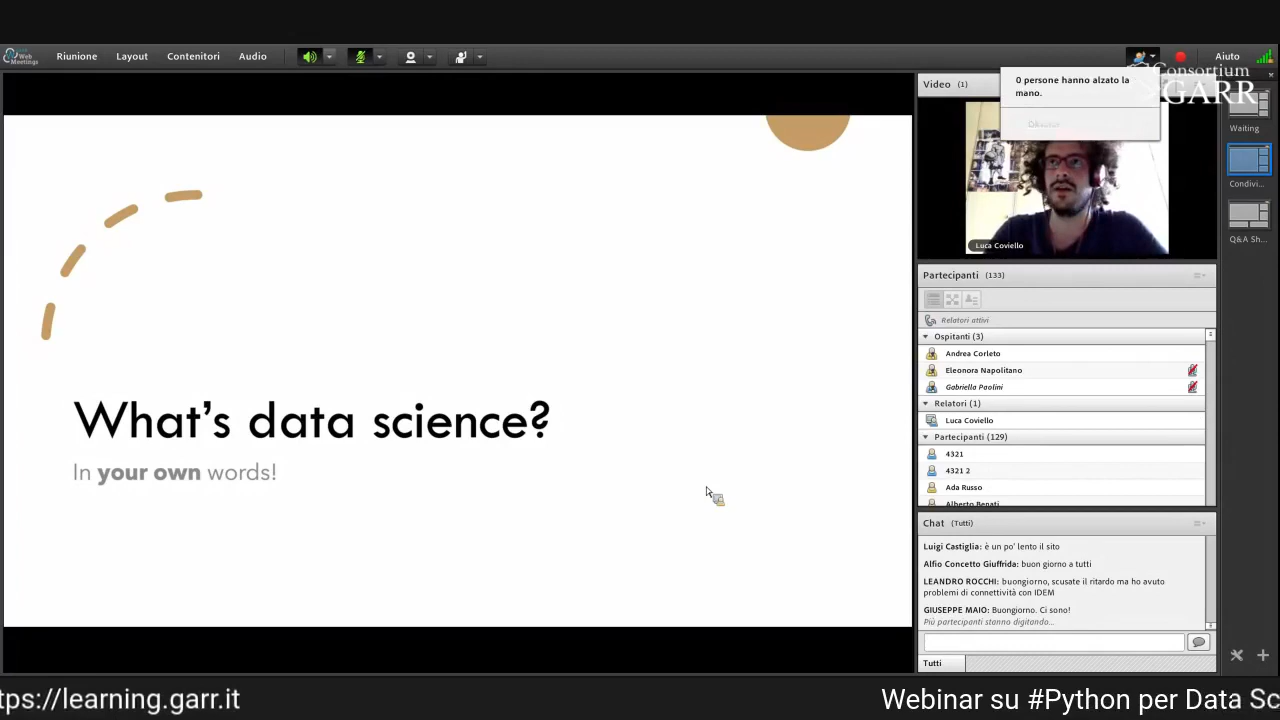 Web
Meetings
Riunione
Layout
Contenitori
Audio
Aiuto
Consortium
GARR
0 persone hanno alzato la
mano.
Video (1)
Luca Coviello
Waiting
Condivi...
Q&A Sh...
What's data science?
In your own words!
Partecipanti (133)
Relatori attivi
Ospitanti (3)
Andrea Corleto
Eleonora Napolitano
Gabriella Paolini
Relatori (1)
Luca Coviello
Partecipanti (129)
4321
4321 2
Ada Russo
Alberto Benati
Chat (Tutti)
Luigi Castiglia: è un po' lento il sito
Alfio Concetto Giuffrida: buon giorno a tutti
LEANDRO ROCCHI: buongiorno, scusate il ritardo ma ho avuto
problemi di connettività con IDEM
GIUSEPPE MAIO: Buongiorno. Ci sono!
Più partecipanti stanno digitando...
Tutti
tps://learning.garr.it
Webinar su #Python per Data Sc